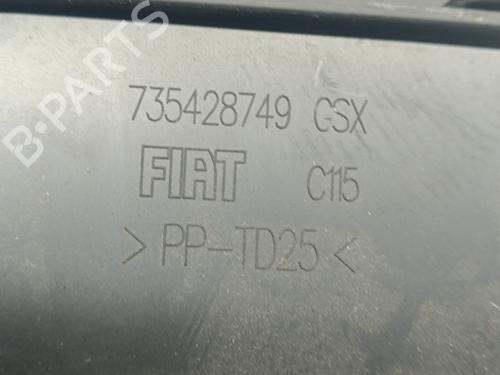 B-PARTS
735428749 CSX
FIAT C115
> PP-TD25 <